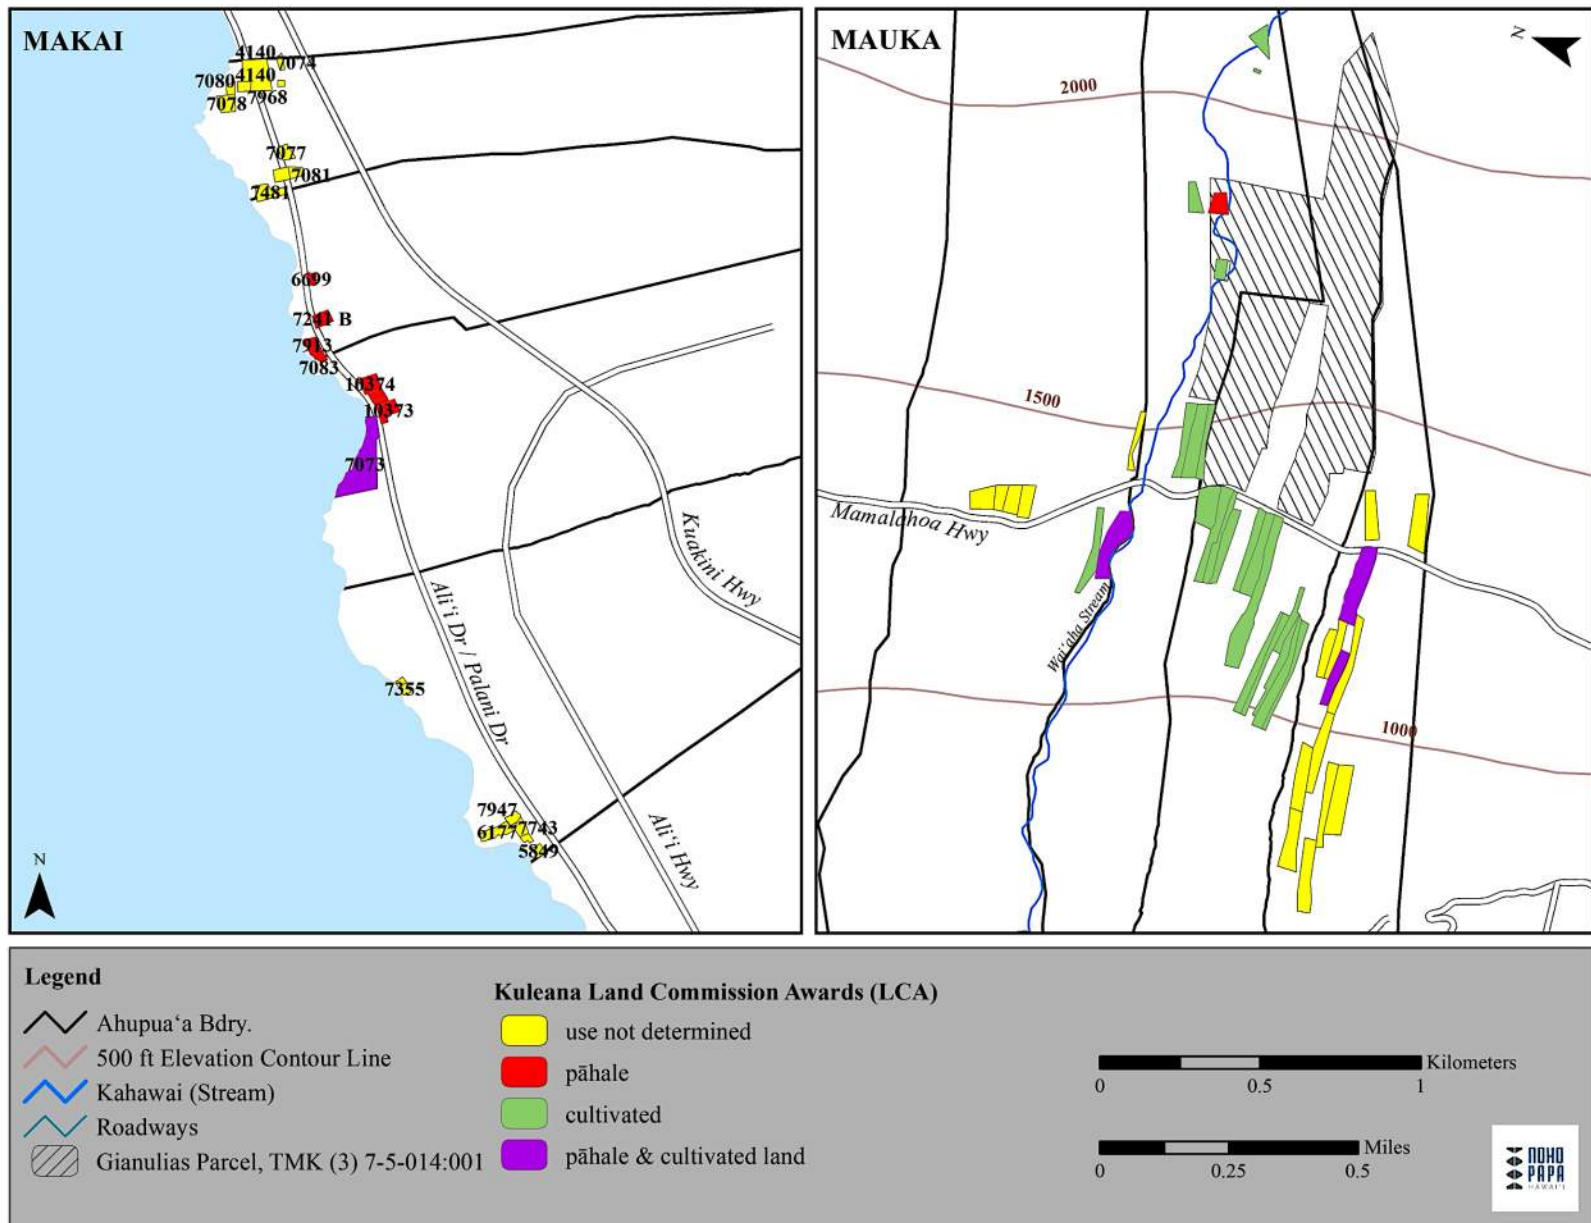 MAKAI
4140
7074
7080
4140
7078
7968
7077
7081
7481
6699
7241 B
7913
7083
10374
10373
7073
Kuakini Hwy
Ali‘i Dr / Palani Dr
7355
7947
6177
7743
5849
Ali‘i Hwy
N
MAUKA
N
2000
1500
Mamalahoa Hwy
Wai‘aha Stream
1000
Legend
Ahupua‘a Bdry.
500 ft Elevation Contour Line
Kahawai (Stream)
Roadways
Gianulias Parcel, TMK (3) 7-5-014:001
Kuleana Land Commission Awards (LCA)
use not determined
pāhale
cultivated
pāhale & cultivated land
Kilometers
0 0.5 1
Miles
0 0.25 0.5
NOHO
PAPA
HAWAI‘I